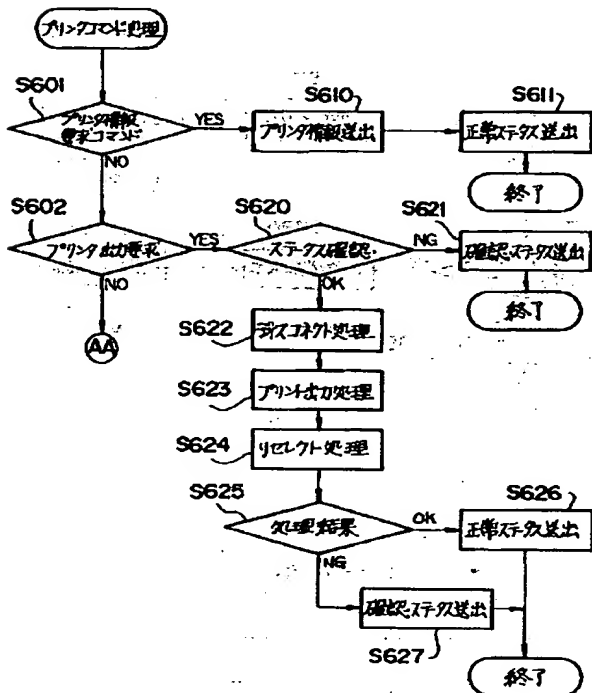 プリンタコマンド処理
S601
プリンタ情報
要求コマンド
YES
NO
S610
プリンタ情報送出
S611
正常ステータス送出
終了
S602
プリンタ出力要求
YES
NO
AA
S620
ステータス確認
NG
OK
S621
確認ステータス送出
終了
S622
ディスコネクト処理
S623
プリント出力処理
S624
リセレクト処理
S625
処理結果
OK
NG
S626
正常ステータス送出
確認ステータス送出
S627
終了